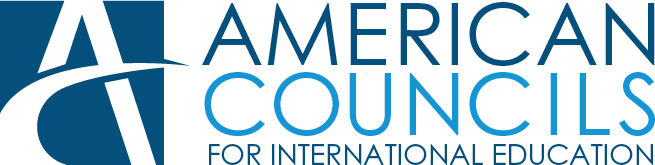 AMERICAN
COUNCILS
FOR INTERNATIONAL EDUCATION